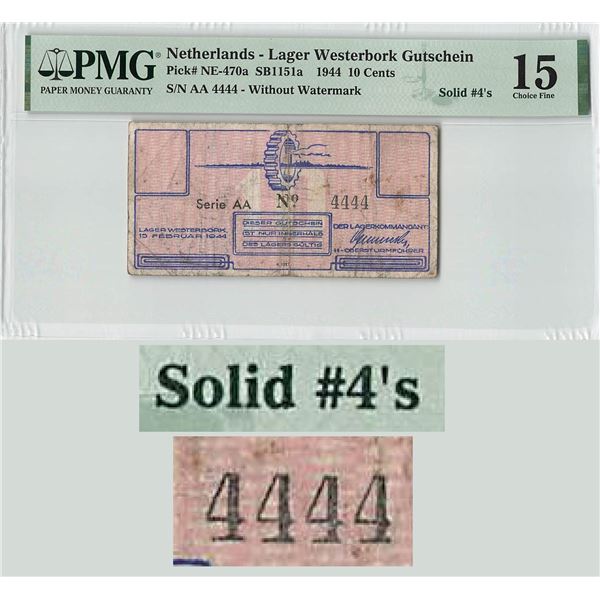 PMG
PAPER MONEY GUARANTY
Netherlands - Lager Westerbork Gutschein
Pick# NE-470a SB1151a 1944 10 Cents
S/N AA 4444 - Without Watermark
Solid #4's
15
Choice Fine
Serie AA Nº 4444
LAGER WESTERBORK,
15 FEBRUAR 1944
DIESER GUTSCHEIN
IST NUR INNERHALB
DES LAGERS GÜLTIG
DER LAGERKOMMANDANT:
OBERSTURMFÜHRER
Solid #4's
4444